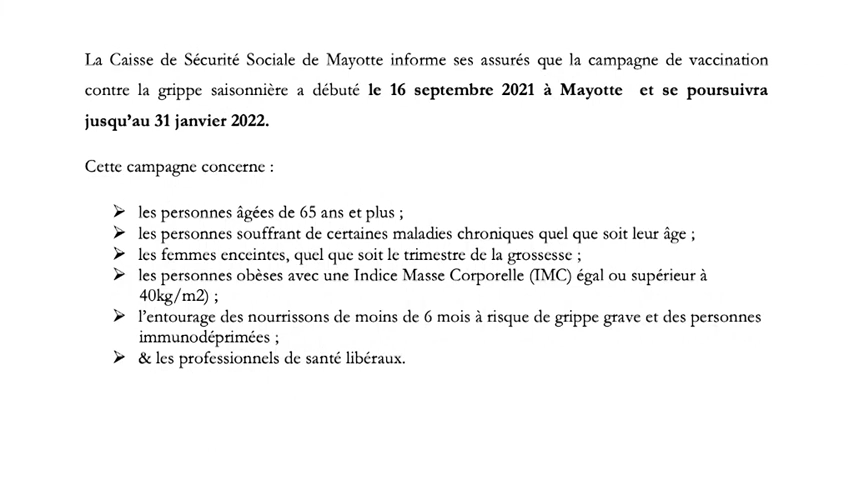 La Caisse de Sécurité Sociale de Mayotte informe ses assurés que la campagne de vaccination
contre la grippe saisonnière a débuté le 16 septembre 2021 à Mayotte et se poursuivra
jusqu'au 31 janvier 2022.
Cette campagne concerne :
➢ les personnes âgées de 65 ans et plus ;
➢ les personnes souffrant de certaines maladies chroniques quel que soit leur âge ;
➢ les femmes enceintes, quel que soit le trimestre de la grossesse ;
➢ les personnes obèses avec une Indice Masse Corporelle (IMC) égal ou supérieur à
40kg/m2) ;
➢ l'entourage des nourrissons de moins de 6 mois à risque de grippe grave et des personnes
immunodéprimées ;
➢ & les professionnels de santé libéraux.